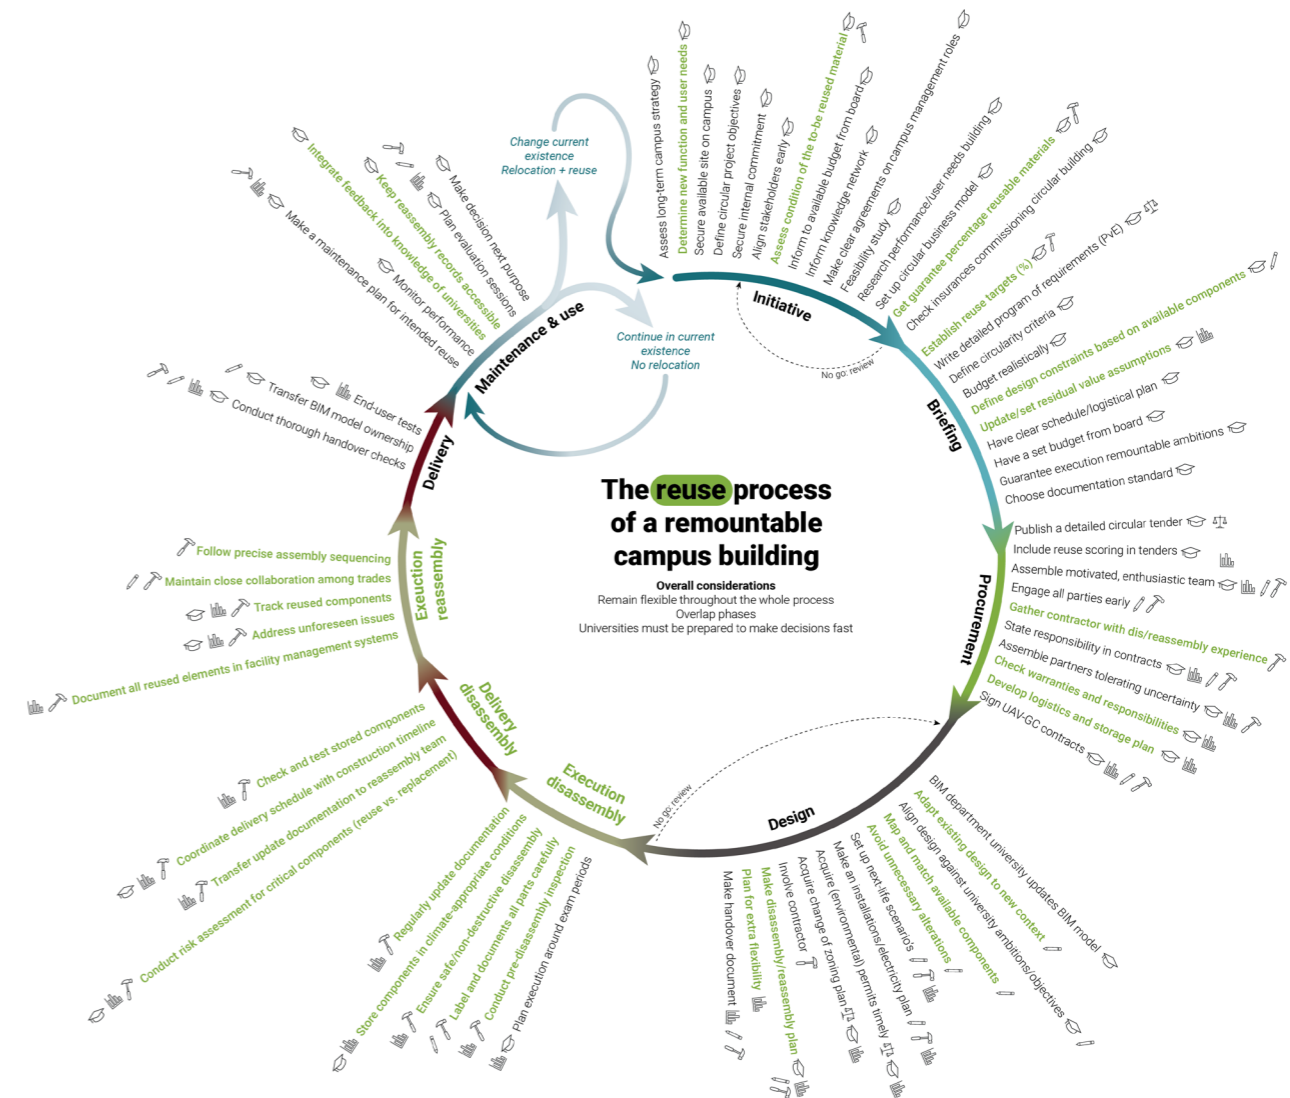 The reuse process
of a remountable
campus building
Overall considerations
Remain flexible throughout the whole process
Overlap phases
Universities must be prepared to make decisions fast
Change current
existence
Relocation + reuse
Continue in current
existence
No relocation
Initiative
No go: review
Assess long-term campus strategy
Determine new function and user needs
Secure available site on campus
Define circular project objectives
Secure internal commitment
Align stakeholders early
Assess condition of the to-be reused material
Inform to available budget from board
Inform knowledge network
Make clear agreements on campus management roles
Feasibility study
Research performance/user needs building
Set up circular business model
Get guarantee percentage reusable materials
Check insurances commissioning circular building
Briefing
Establish reuse targets (%)
Write detailed program of requirements (PvE)
Define circularity criteria
Budget realistically
Define design constraints based on available components
Update/set residual value assumptions
Have clear schedule/logistical plan
Have a set budget from board
Guarantee execution remountable ambitions
Choose documentation standard
Procurement
Publish a detailed circular tender
Include reuse scoring in tenders
Assemble motivated, enthusiastic team
Engage all parties early
Gather contractor with dis/reassembly experience
State responsibility in contracts
Assemble partners tolerating uncertainty
Check warranties and responsibilities
Develop logistics and storage plan
Sign UAV-GC contracts
Design
No go: review
BIM department university updates BIM model
Adapt existing design to new context
Align design against university ambitions/objectives
Map and match available components
Avoid unnecessary alterations
Set up next-life scenario's
Make an installations/electricity plan
Acquire (environmental) permits timely
Acquire change of zoning plan
Involve contractor
Make disassembly/reassembly plan
Plan for extra flexibility
Make handover document
Execution
disassembly
Plan execution around exam periods
Conduct pre-disassembly inspection
Label and documents all parts carefully
Ensure safe/non-destructive disassembly
Store components in climate-appropriate conditions
Regularly update documentation
Delivery
disassembly
Conduct risk assessment for critical components (reuse vs. replacement)
Transfer update documentation to reassembly team
Coordinate delivery schedule with construction timeline
Check and test stored components
Exeuction
reassembly
Document all reused elements in facility management systems
Address unforeseen issues
Track reused components
Maintain close collaboration among trades
Follow precise assembly sequencing
Delivery
Conduct thorough handover checks
Transfer BIM model ownership
End-user tests
Maintenance & use
Make a maintenance plan for intended reuse
Monitor performance
Integrate feedback into knowledge of universities
Keep reassembly records accessible
Plan evaluation sessions
Make decision next purpose